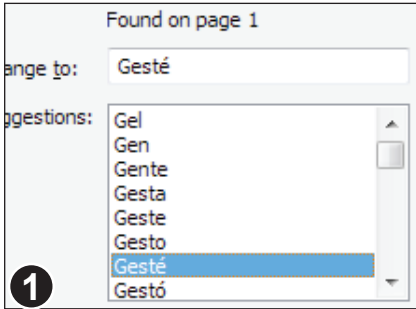 Found on page 1
ange to: Gesté
ggestions: Gel
Gen
Gente
Gesta
Geste
Gesto
Gesté
Gestó
1